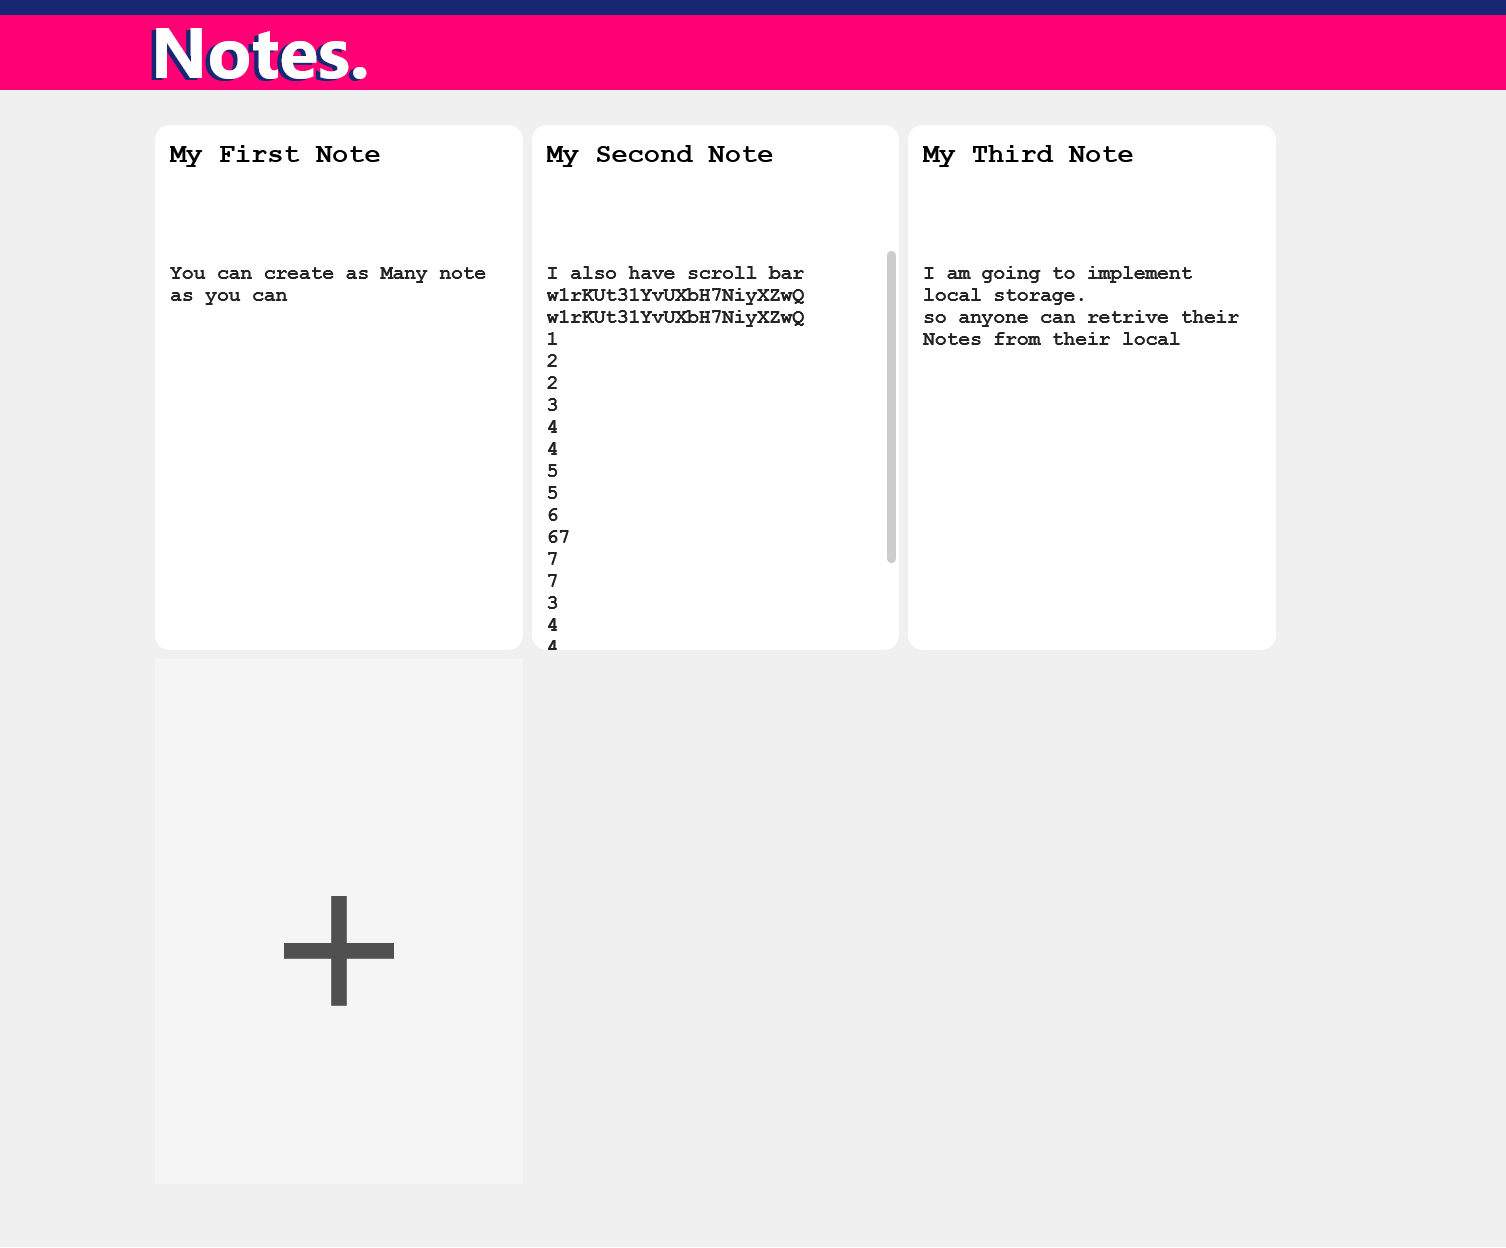 Notes.
My First Note
You can create as Many note
as you can
My Second Note
I also have scroll bar
w1rKUt31YvUXbH7NiyXZwQ
w1rKUt31YvUXbH7NiyXZwQ
1
2
2
3
4
4
5
5
6
67
7
7
3
4
4
My Third Note
I am going to implement
local storage.
so anyone can retrive their
Notes from their local
+